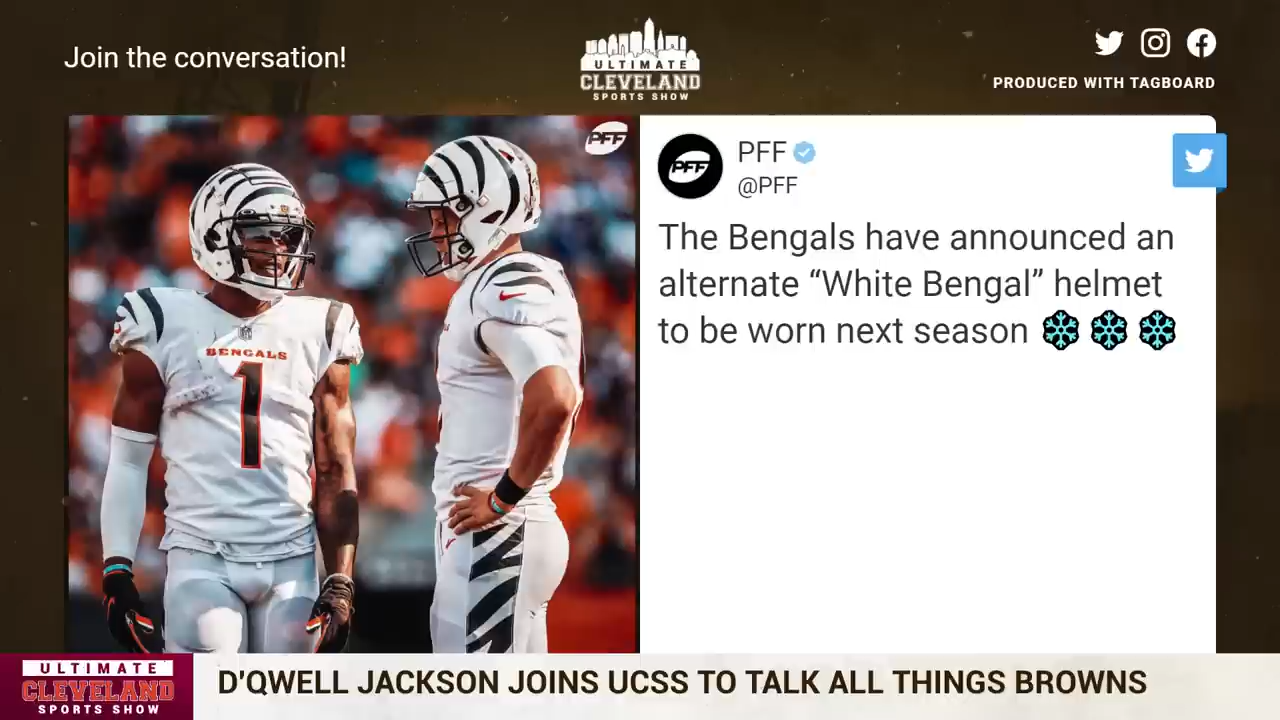 Join the conversation!
ULTIMATE
CLEVELAND
SPORTS SHOW
PRODUCED WITH TAGBOARD
PFF
BENGALS
1
PFF
PFF
@PFF
The Bengals have announced an
alternate “White Bengal” helmet
to be worn next season
ULTIMATE
CLEVELAND
SPORTS SHOW
D'QWELL JACKSON JOINS UCSS TO TALK ALL THINGS BROWNS